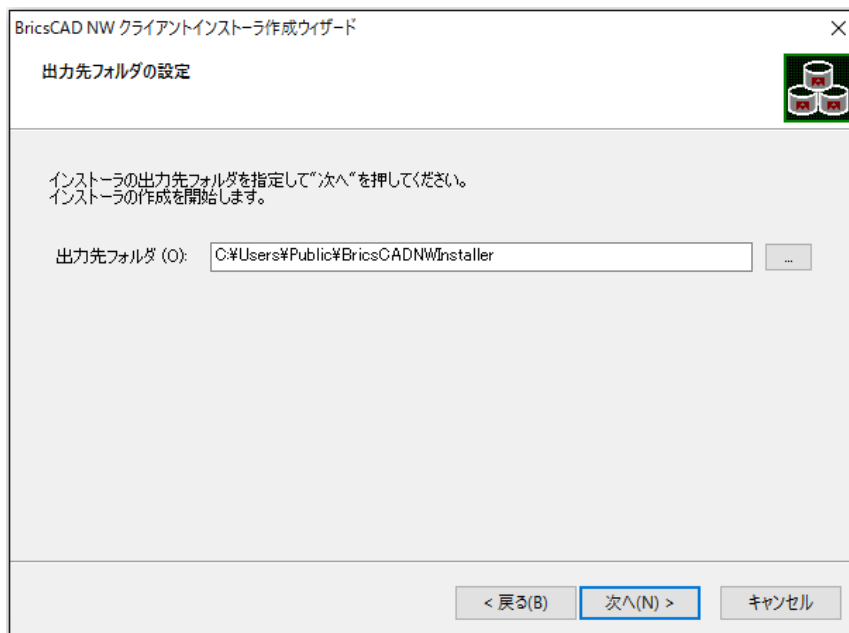 BricsCAD NW クライアントインストーラ作成ウィザード
出力先フォルダの設定
インストーラの出力先フォルダを指定して"次へ"を押してください。
インストーラの作成を開始します。
出力先フォルダ (O): C:¥Users¥Public¥BricsCADNWInstaller ...
< 戻る(B) 次へ(N) > キャンセル